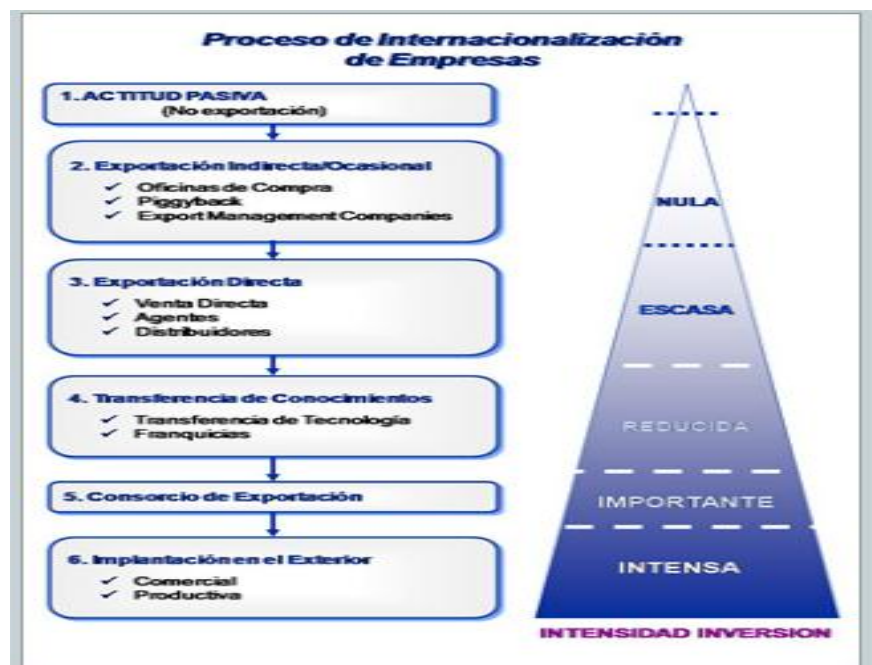 Proceso de Internacionalización
de Empresas
1. ACTITUD PASIVA
(No exportación)
2. Exportación Indirecta/Ocasional
✓ Oficinas de Compra
✓ Piggyback
✓ Export Management Companies
3. Exportación Directa
✓ Venta Directa
✓ Agentes
✓ Distribuidores
4. Transferencia de Conocimientos
✓ Transferencia de Tecnología
✓ Franquicias
5. Consorcio de Exportación
6. Implantación en el Exterior
✓ Comercial
✓ Productiva
NULA
ESCASA
REDUCIDA
IMPORTANTE
INTENSA
INTENSIDAD INVERSION